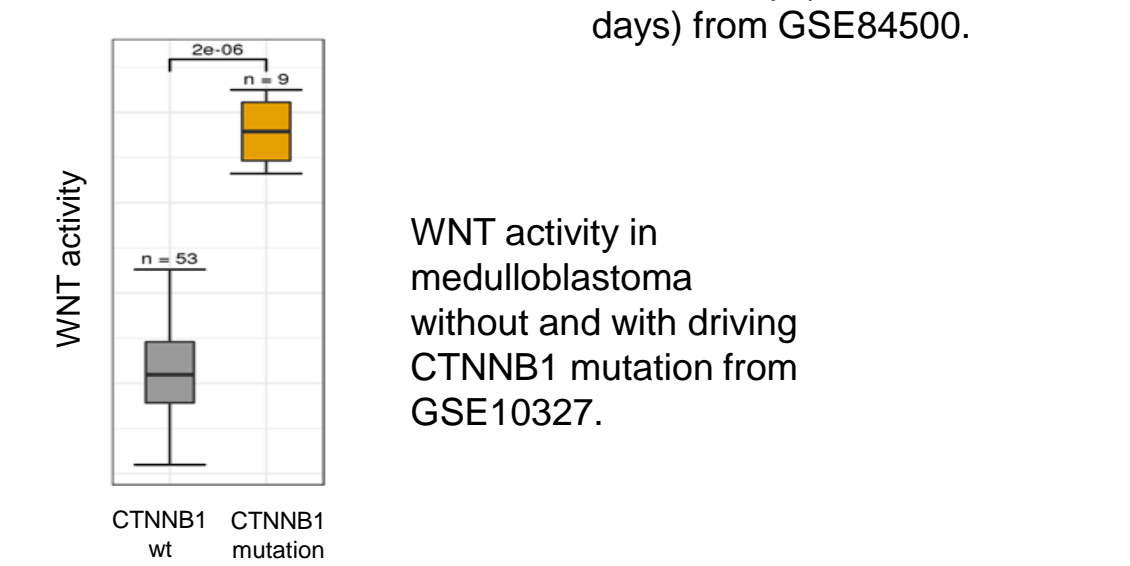 days) from GSE84500.
2e-06
n = 9
n = 53
WNT activity
CTNNB1
wt
CTNNB1
mutation
WNT activity in
medulloblastoma
without and with driving
CTNNB1 mutation from
GSE10327.